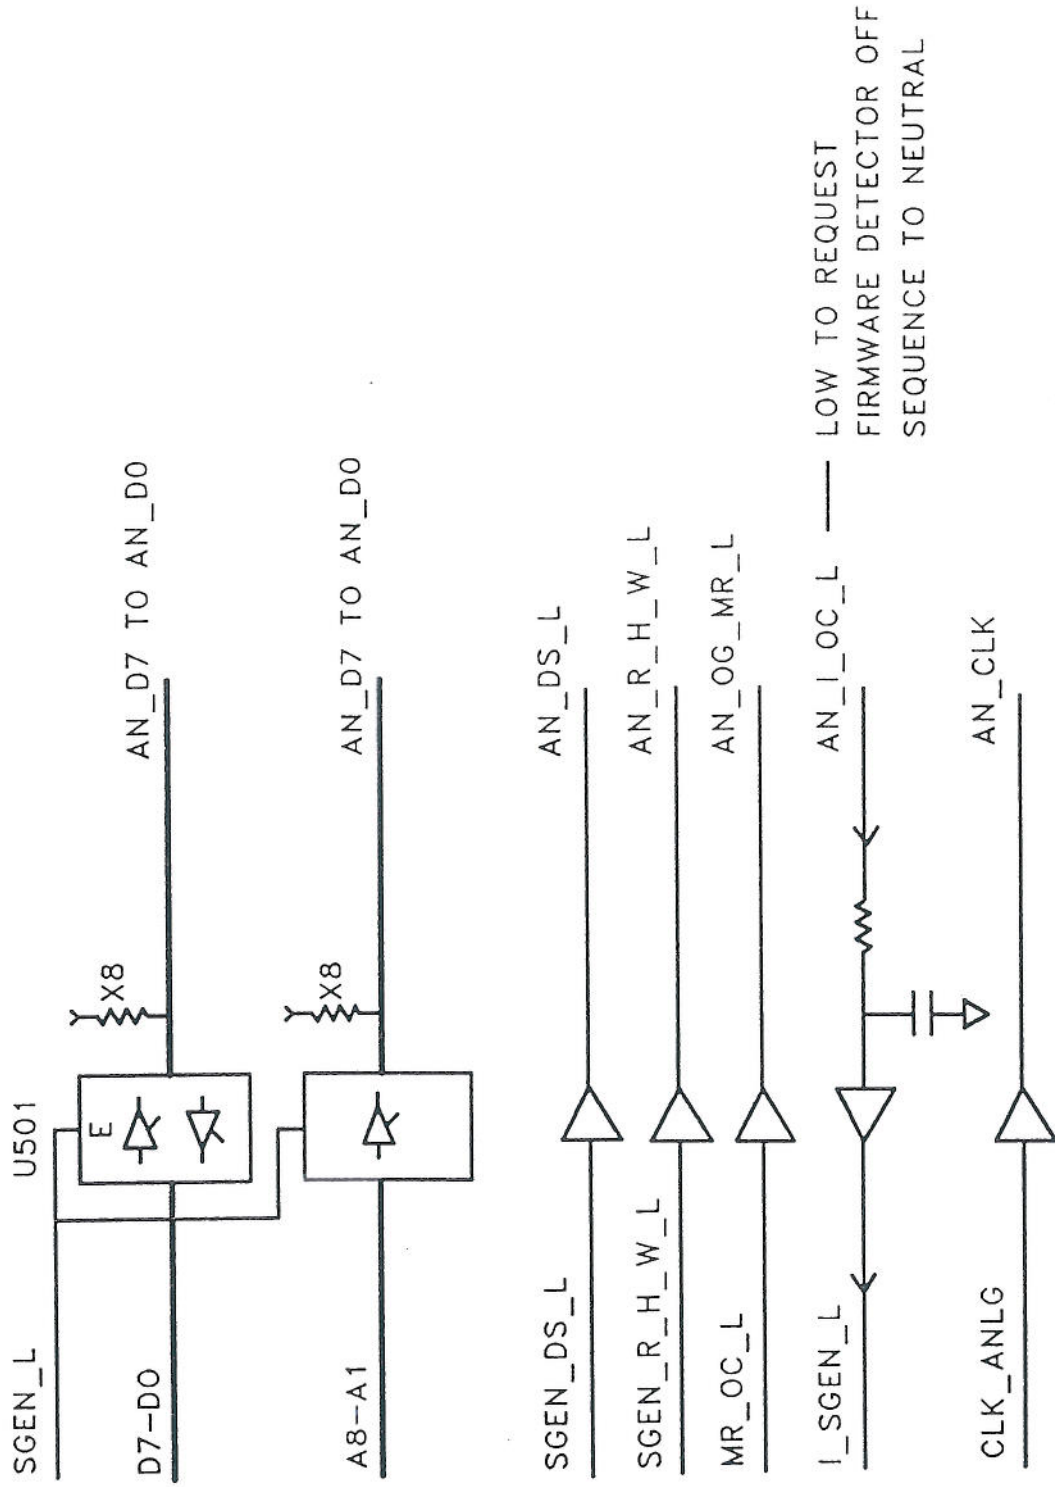 SGEN_L
U501
E
X8
AN_D7 TO AN_D0
D7-D0
X8
AN_D7 TO AN_D0
A8-A1
SGEN_DS_L
AN_DS_L
SGEN_R_H_W_L
AN_R_H_W_L
MR_OC_L
AN_OG_MR_L
I_SGEN_L
AN_I_OC_L
LOW TO REQUEST
FIRMWARE DETECTOR OFF
SEQUENCE TO NEUTRAL
CLK_ANLG
AN_CLK